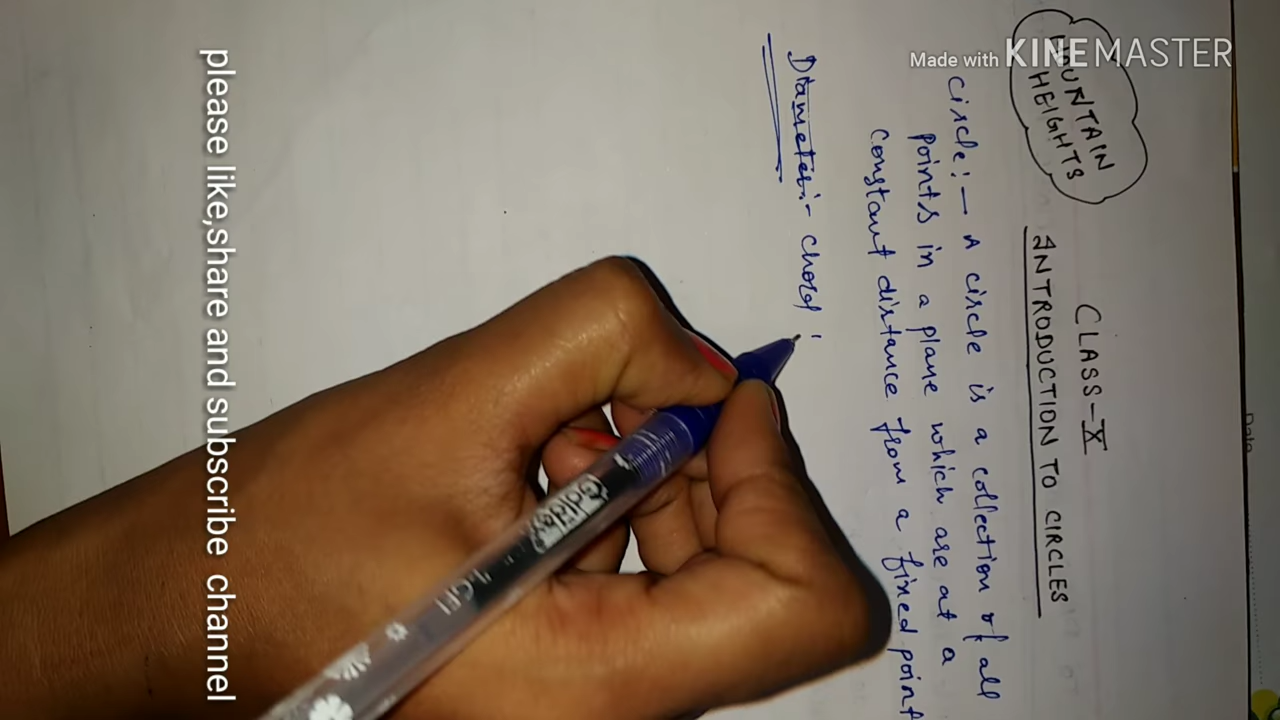 Made with KINEMASTER
MOUNTAIN
HEIGHTS
CLASS-X
INTRODUCTION TO CIRCLES
Circle:- A circle is a collection of all
points in a plane which are at a
constant distance from a fixed point
Diameter:- chord
please like,share and subscribe channel